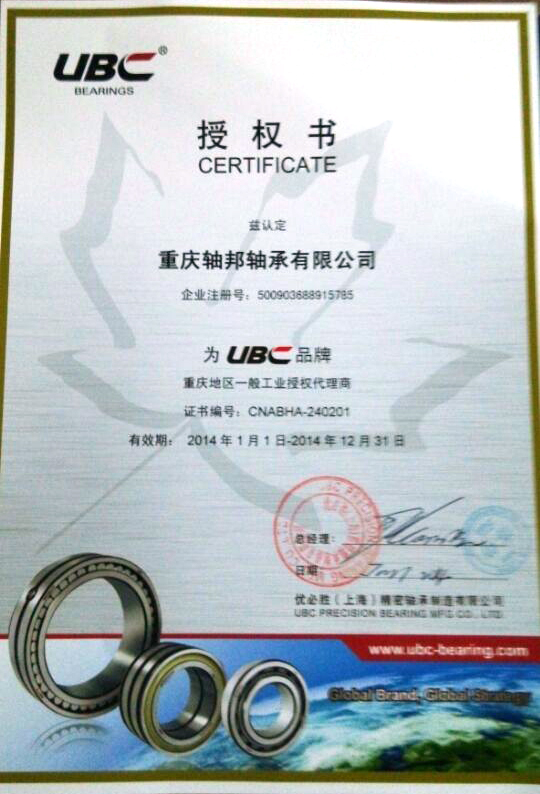 UBC®
BEARINGS
授权书
CERTIFICATE
兹认定
重庆轴邦轴承有限公司
企业注册号：500903688915785
为 UBC 品牌
重庆地区一般工业授权代理商
证书编号：CNABHA-240201
有效期： 2014 年 1 月 1 日-2014 年 12 月 31 日
总经理：
日期：
优必胜（上海）精密轴承制造有限公司
UBC PRECISION BEARING MFG CO., LTD
www.ubc-bearing.com
Global Brand, Global Strategy